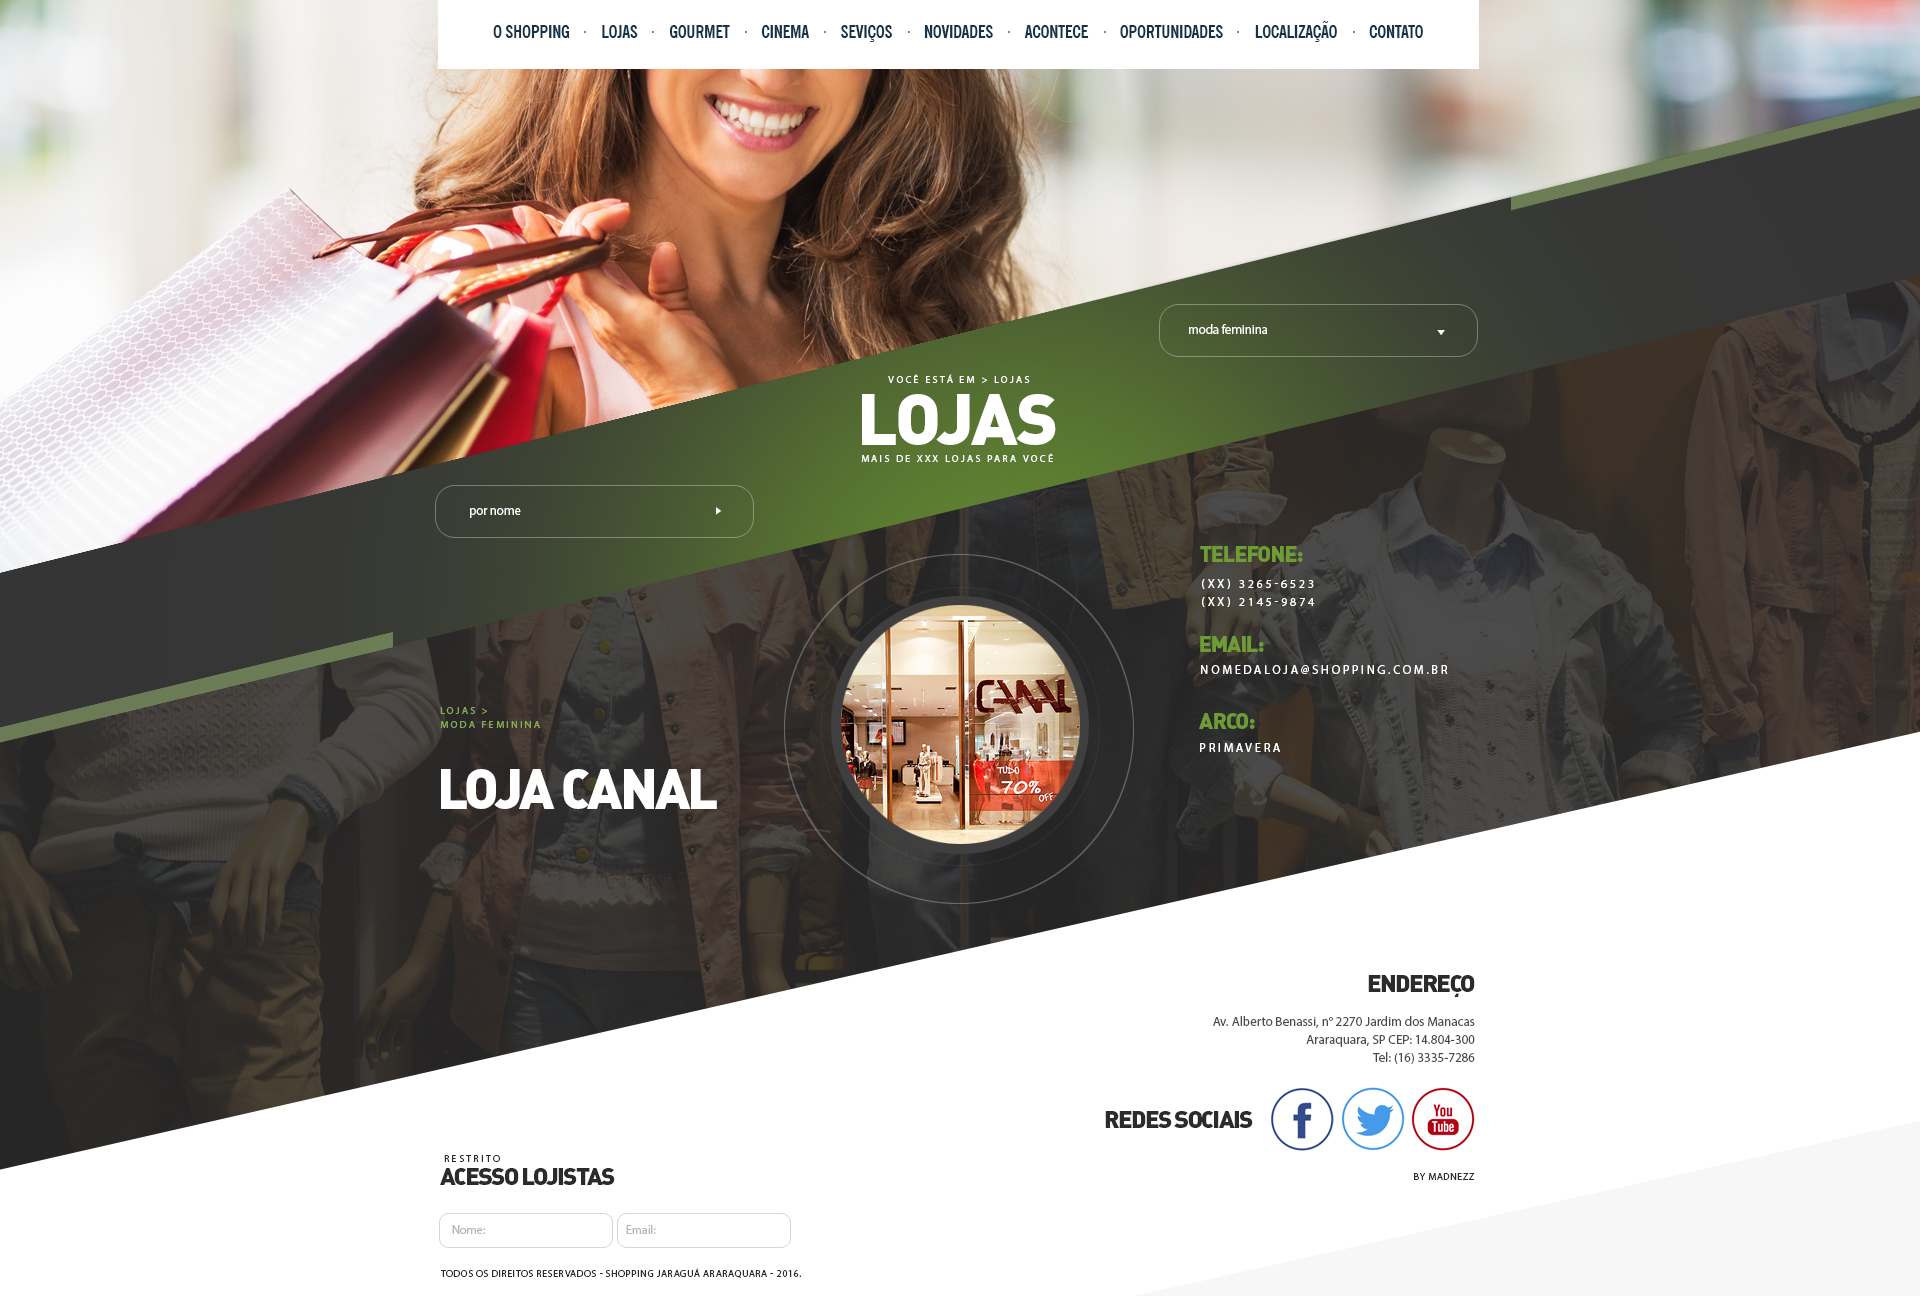 O SHOPPING · LOJAS · GOURMET · CINEMA · SEVIÇOS · NOVIDADES · ACONTECE · OPORTUNIDADES · LOCALIZAÇÃO · CONTATO
moda feminina
VOCÊ ESTÁ EM > LOJAS
LOJAS
MAIS DE XXX LOJAS PARA VOCÊ
por nome
LOJAS >
MODA FEMININA
LOJA CANAL
CANAL
TUDO
70%
OFF
TELEFONE:
(XX) 3265-6523
(XX) 2145-9874
EMAIL:
NOMEDALOJA@SHOPPING.COM.BR
ARCO:
PRIMAVERA
ENDEREÇO
Av. Alberto Benassi, n° 2270 Jardim dos Manacas
Araraquara, SP CEP: 14.804-300
Tel: (16) 3335-7286
REDES SOCIAIS
f
You
Tube
BY MADNEZZ
RESTRITO
ACESSO LOJISTAS
Nome:
Email:
TODOS OS DIREITOS RESERVADOS - SHOPPING JARAGUÁ ARARAQUARA - 2016.